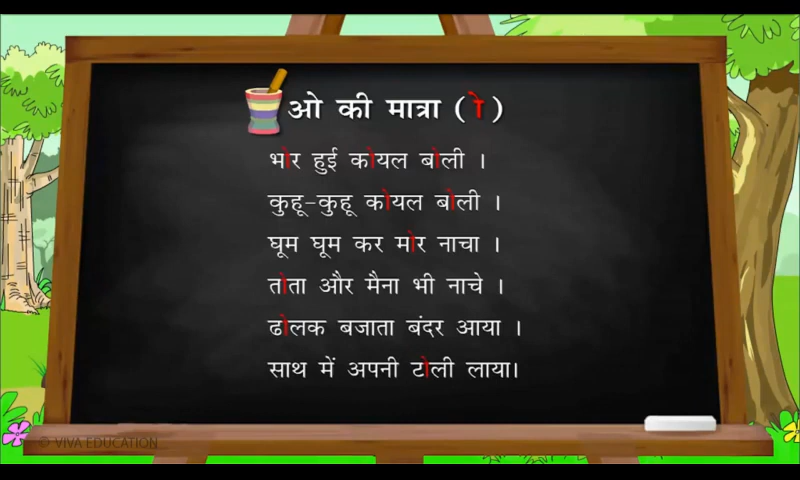 ओ की मात्रा (ो)
भोर हुई कोयल बोली ।
कुहू-कुहू कोयल बोली ।
घूम घूम कर मोर नाचा ।
तोता और मैना भी नाचे ।
ढोलक बजाता बंदर आया ।
साथ में अपनी टोली लाया।
© VIVA EDUCATION